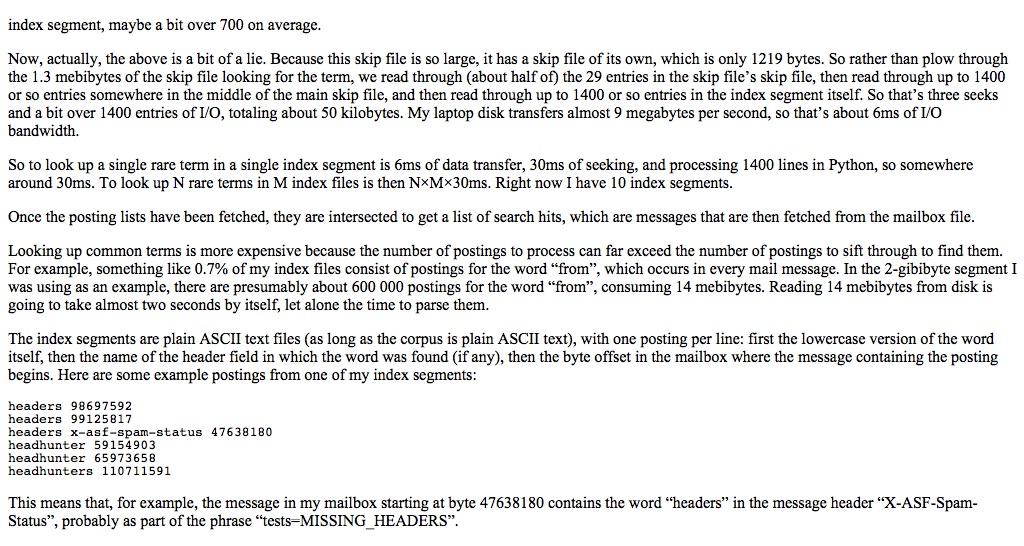 index segment, maybe a bit over 700 on average.
Now, actually, the above is a bit of a lie. Because this skip file is so large, it has a skip file of its own, which is only 1219 bytes. So rather than plow through
the 1.3 mebibytes of the skip file looking for the term, we read through (about half of) the 29 entries in the skip file’s skip file, then read through up to 1400
or so entries somewhere in the middle of the main skip file, and then read through up to 1400 or so entries in the index segment itself. So that’s three seeks
and a bit over 1400 entries of I/O, totaling about 50 kilobytes. My laptop disk transfers almost 9 megabytes per second, so that’s about 6ms of I/O
bandwidth.
So to look up a single rare term in a single index segment is 6ms of data transfer, 30ms of seeking, and processing 1400 lines in Python, so somewhere
around 30ms. To look up N rare terms in M index files is then N×M×30ms. Right now I have 10 index segments.
Once the posting lists have been fetched, they are intersected to get a list of search hits, which are messages that are then fetched from the mailbox file.
Looking up common terms is more expensive because the number of postings to process can far exceed the number of postings to sift through to find them.
For example, something like 0.7% of my index files consist of postings for the word “from”, which occurs in every mail message. In the 2-gibibyte segment I
was using as an example, there are presumably about 600 000 postings for the word “from”, consuming 14 mebibytes. Reading 14 mebibytes from disk is
going to take almost two seconds by itself, let alone the time to parse them.
The index segments are plain ASCII text files (as long as the corpus is plain ASCII text), with one posting per line: first the lowercase version of the word
itself, then the name of the header field in which the word was found (if any), then the byte offset in the mailbox where the message containing the posting
begins. Here are some example postings from one of my index segments:
headers 98697592
headers 99125817
headers x-asf-spam-status 47638180
headhunter 59154903
headhunter 65973658
headhunters 110711591
This means that, for example, the message in my mailbox starting at byte 47638180 contains the word “headers” in the message header “X-ASF-Spam-
Status”, probably as part of the phrase “tests=MISSING_HEADERS”.